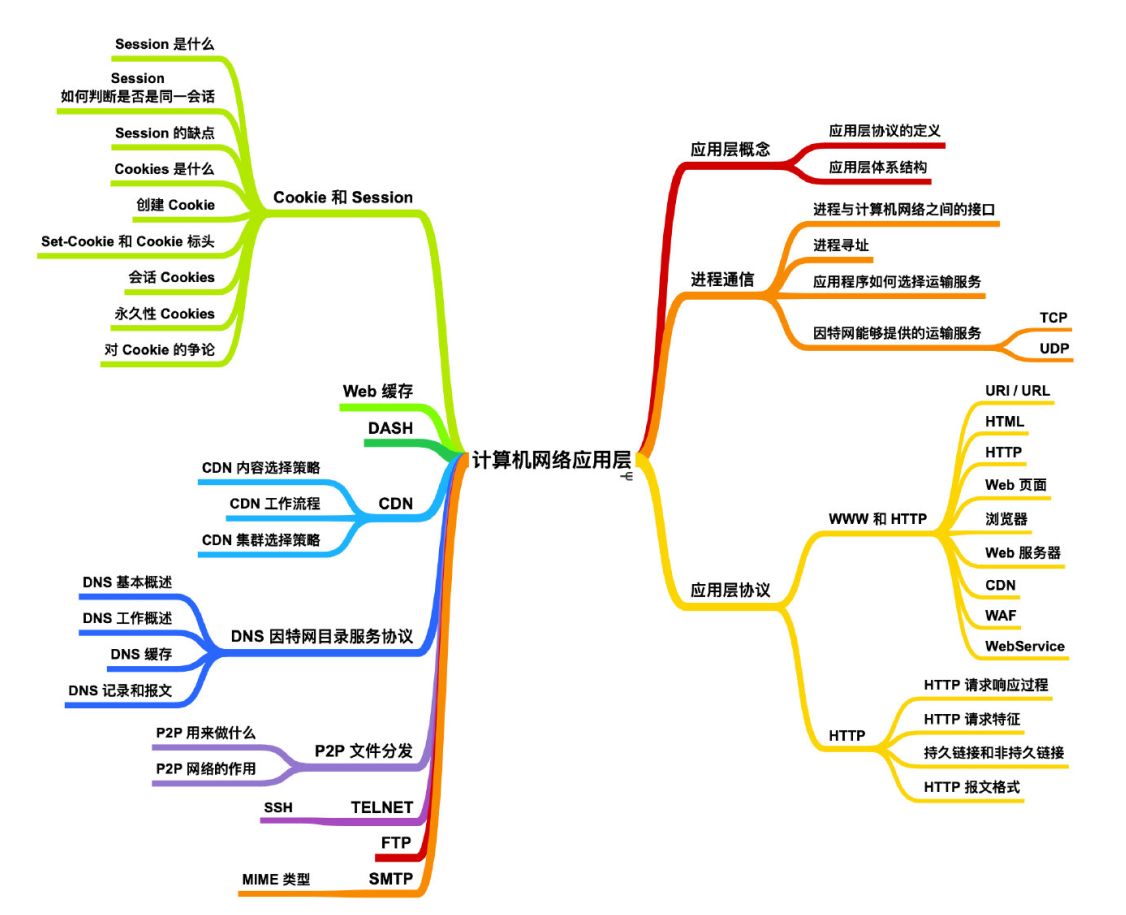 计算机网络应用层
应用层概念
应用层协议的定义
应用层体系结构
进程通信
进程与计算机网络之间的接口
进程寻址
应用程序如何选择运输服务
因特网能够提供的运输服务
TCP
UDP
应用层协议
WWW 和 HTTP
URI / URL
HTML
HTTP
Web 页面
浏览器
Web 服务器
CDN
WAF
WebService
HTTP
HTTP 请求响应过程
HTTP 请求特征
持久链接和非持久链接
HTTP 报文格式
Cookie 和 Session
Session 是什么
Session
如何判断是否是同一会话
Session 的缺点
Cookies 是什么
创建 Cookie
Set-Cookie 和 Cookie 标头
会话 Cookies
永久性 Cookies
对 Cookie 的争论
Web 缓存
DASH
CDN
CDN 内容选择策略
CDN 工作流程
CDN 集群选择策略
DNS 因特网目录服务协议
DNS 基本概述
DNS 工作概述
DNS 缓存
DNS 记录和报文
P2P 文件分发
P2P 用来做什么
P2P 网络的作用
TELNET
SSH
FTP
SMTP
MIME 类型